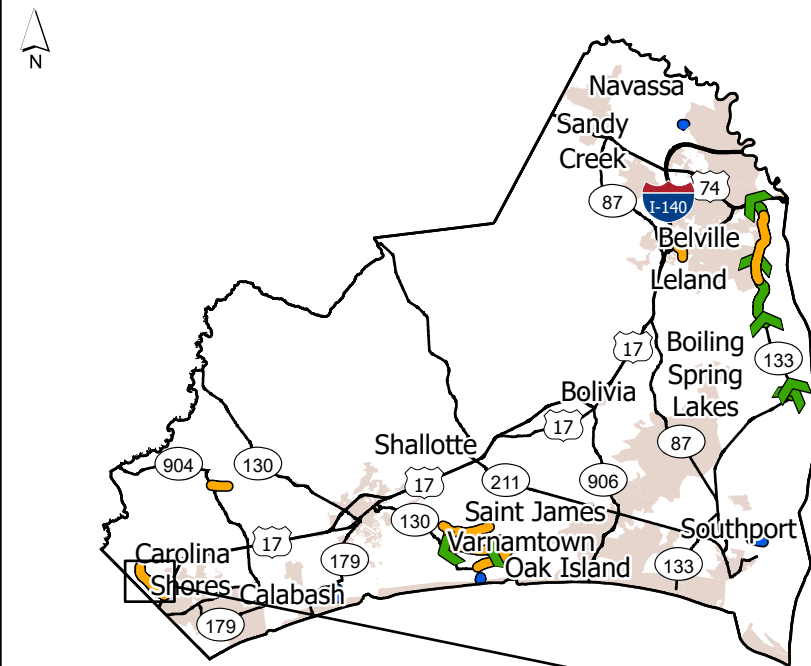 N
Navassa
Sandy
Creek
74
87
I-140
Belville
Leland
17
Boiling
Spring
Lakes
133
Bolivia
17
87
Shallotte
904
130
17
211
906
130
Saint James
Southport
17
Varnamtown
Carolina
179
Oak Island
133
Shores
Calabash
179